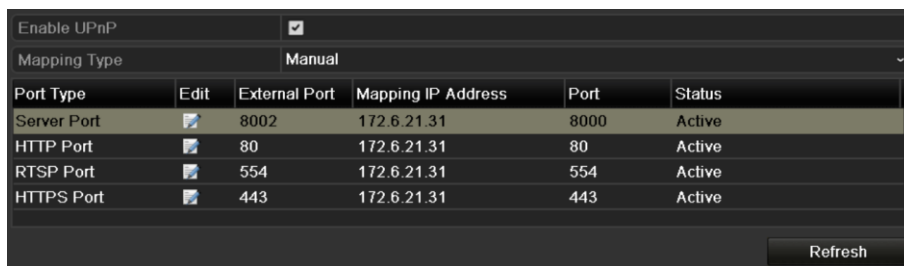 Enable UPnP
Mapping Type Manual
Port Type Edit External Port Mapping IP Address Port Status
Server Port 8002 172.6.21.31 8000 Active
HTTP Port 80 172.6.21.31 80 Active
RTSP Port 554 172.6.21.31 554 Active
HTTPS Port 443 172.6.21.31 443 Active
Refresh